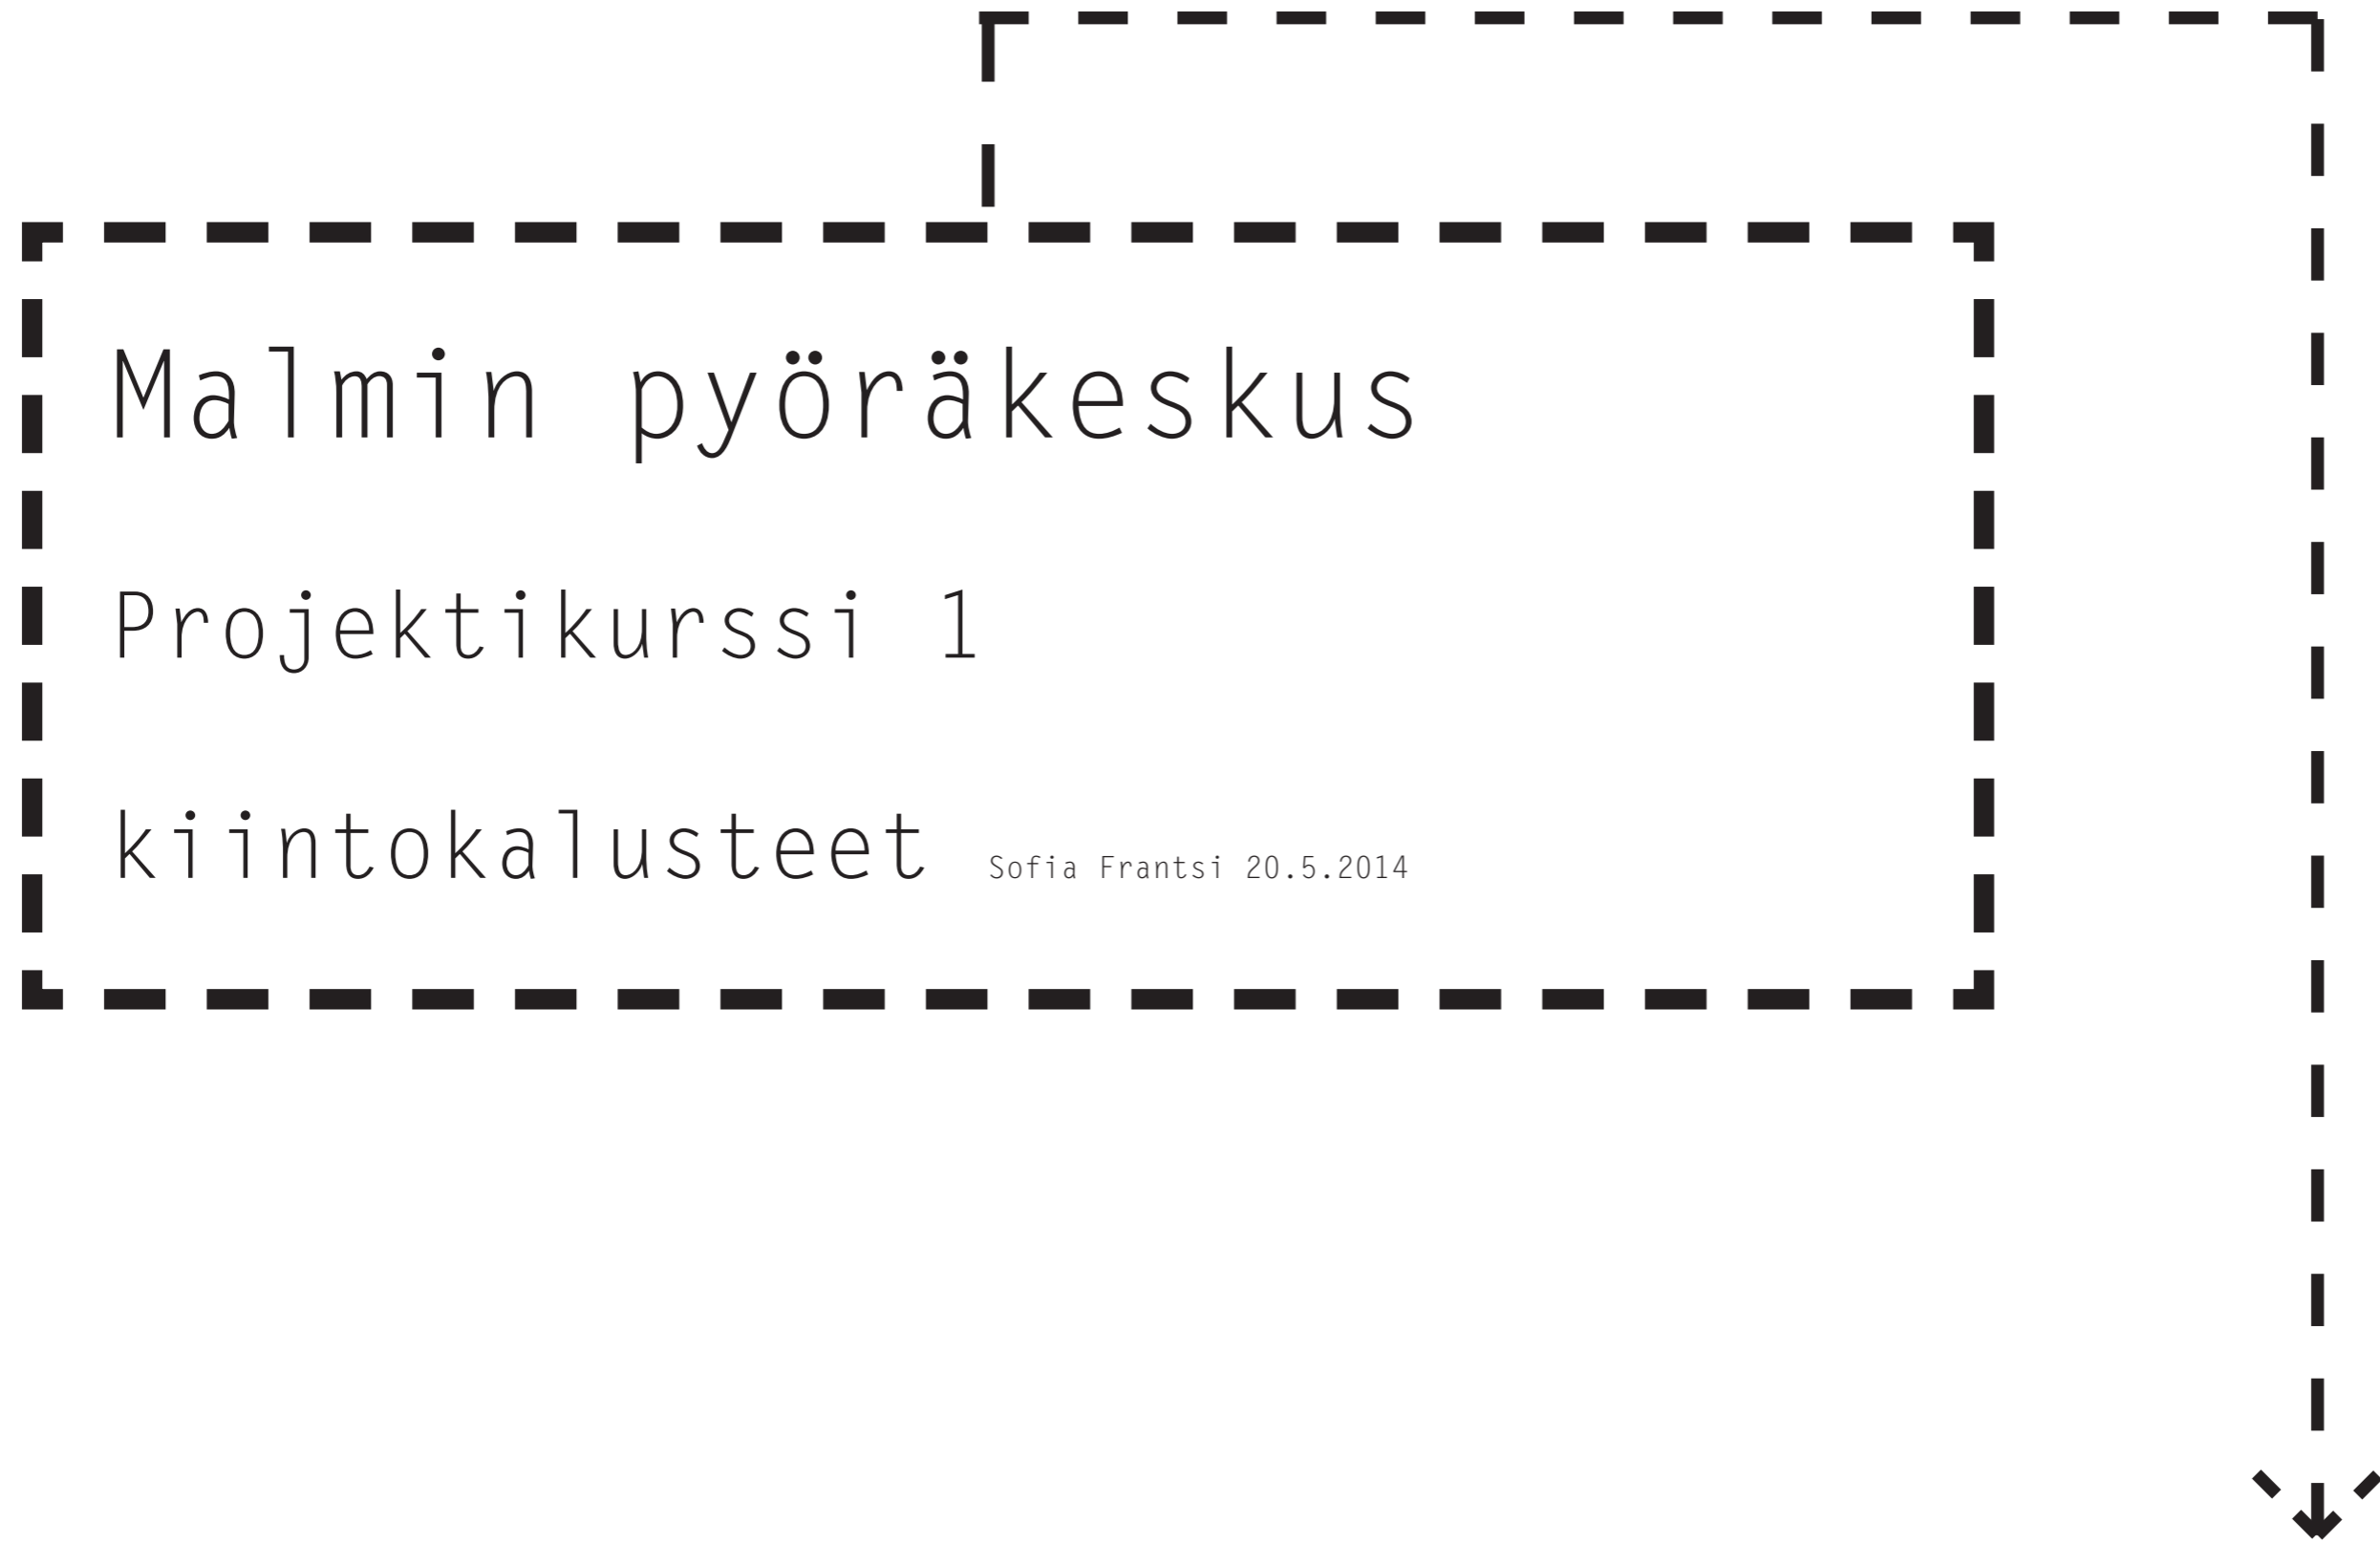 Malmin pyöräkeskus
Projektikurssi 1
kiintokalusteet Sofia Frantsi 20.5.2014